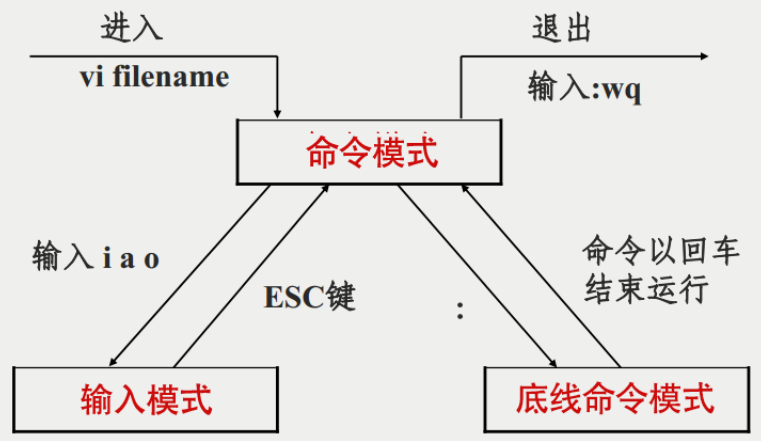 进入
vi filename
退出
输入:wq
命令模式
输入 i a o
ESC键
:
命令以回车
结束运行
输入模式
底线命令模式